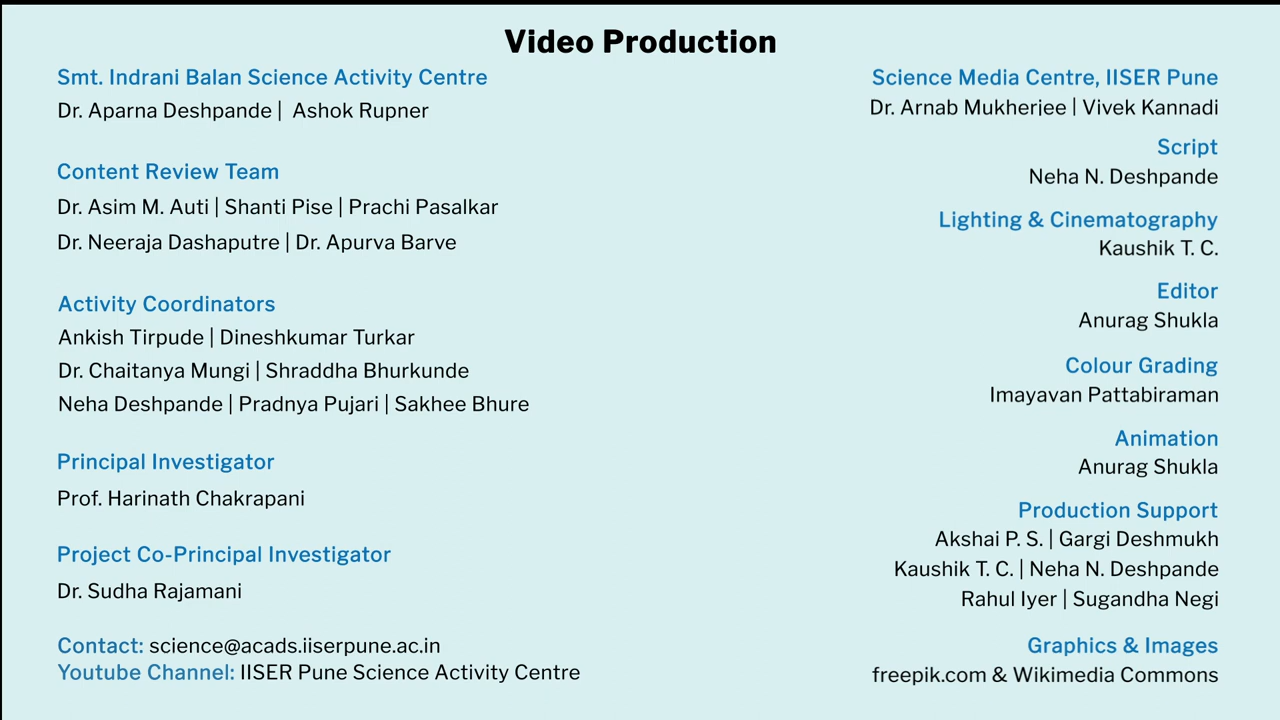 Video Production
Smt. Indrani Balan Science Activity Centre
Dr. Aparna Deshpande | Ashok Rupner
Content Review Team
Dr. Asim M. Auti | Shanti Pise | Prachi Pasalkar
Dr. Neeraja Dashaputre | Dr. Apurva Barve
Activity Coordinators
Ankish Tirpude | Dineshkumar Turkar
Dr. Chaitanya Mungi | Shraddha Bhurkunde
Neha Deshpande | Pradnya Pujari | Sakhee Bhure
Principal Investigator
Prof. Harinath Chakrapani
Project Co-Principal Investigator
Dr. Sudha Rajamani
Contact: science@acads.iiserpune.ac.in
Youtube Channel: IISER Pune Science Activity Centre
Science Media Centre, IISER Pune
Dr. Arnab Mukherjee | Vivek Kannadi
Script
Neha N. Deshpande
Lighting & Cinematography
Kaushik T. C.
Editor
Anurag Shukla
Colour Grading
Imayavan Pattabiraman
Animation
Anurag Shukla
Production Support
Akshai P. S. | Gargi Deshmukh
Kaushik T. C. | Neha N. Deshpande
Rahul Iyer | Sugandha Negi
Graphics & Images
freepik.com & Wikimedia Commons